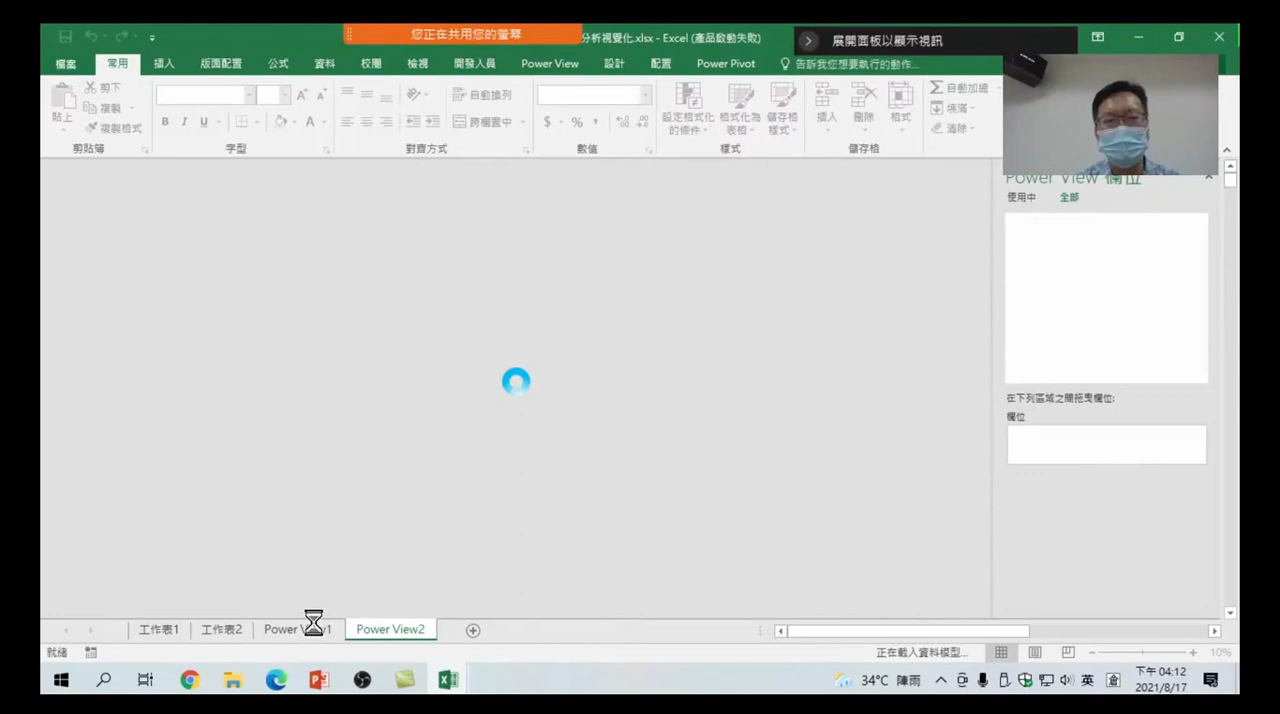 您正在共用您的螢幕
分析視覺化.xlsx - Excel (產品啟動失敗)
展開面板以顯示視訊
檔案 常用 插入 版面配置 公式 資料 校閱 檢視 開發人員 Power View 設計 配置 Power Pivot 告訴我您想要執行的動作...
貼上
剪下
複製
複製格式
B I U
A
自動換列
跨欄置中
$ % ,
設定格式化的條件
格式化為表格
儲存格樣式
插入
刪除
格式
自動加總
填滿
清除
剪貼簿 字型 對齊方式 數值 樣式 儲存格
Power View 欄位
使用中 全部
在下列區域之間拖曳欄位:
欄位
工作表1 工作表2 Power View1 Power View2
就緒
正在載入資料模型...
10%
34°C 陣雨
英
倉
下午 04:12
2021/8/17